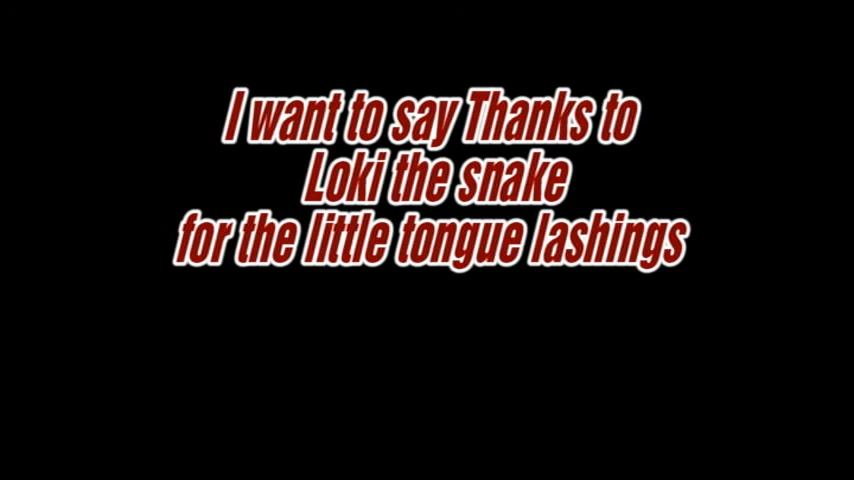 I want to say Thanks to
Loki the snake
for the little tongue lashings